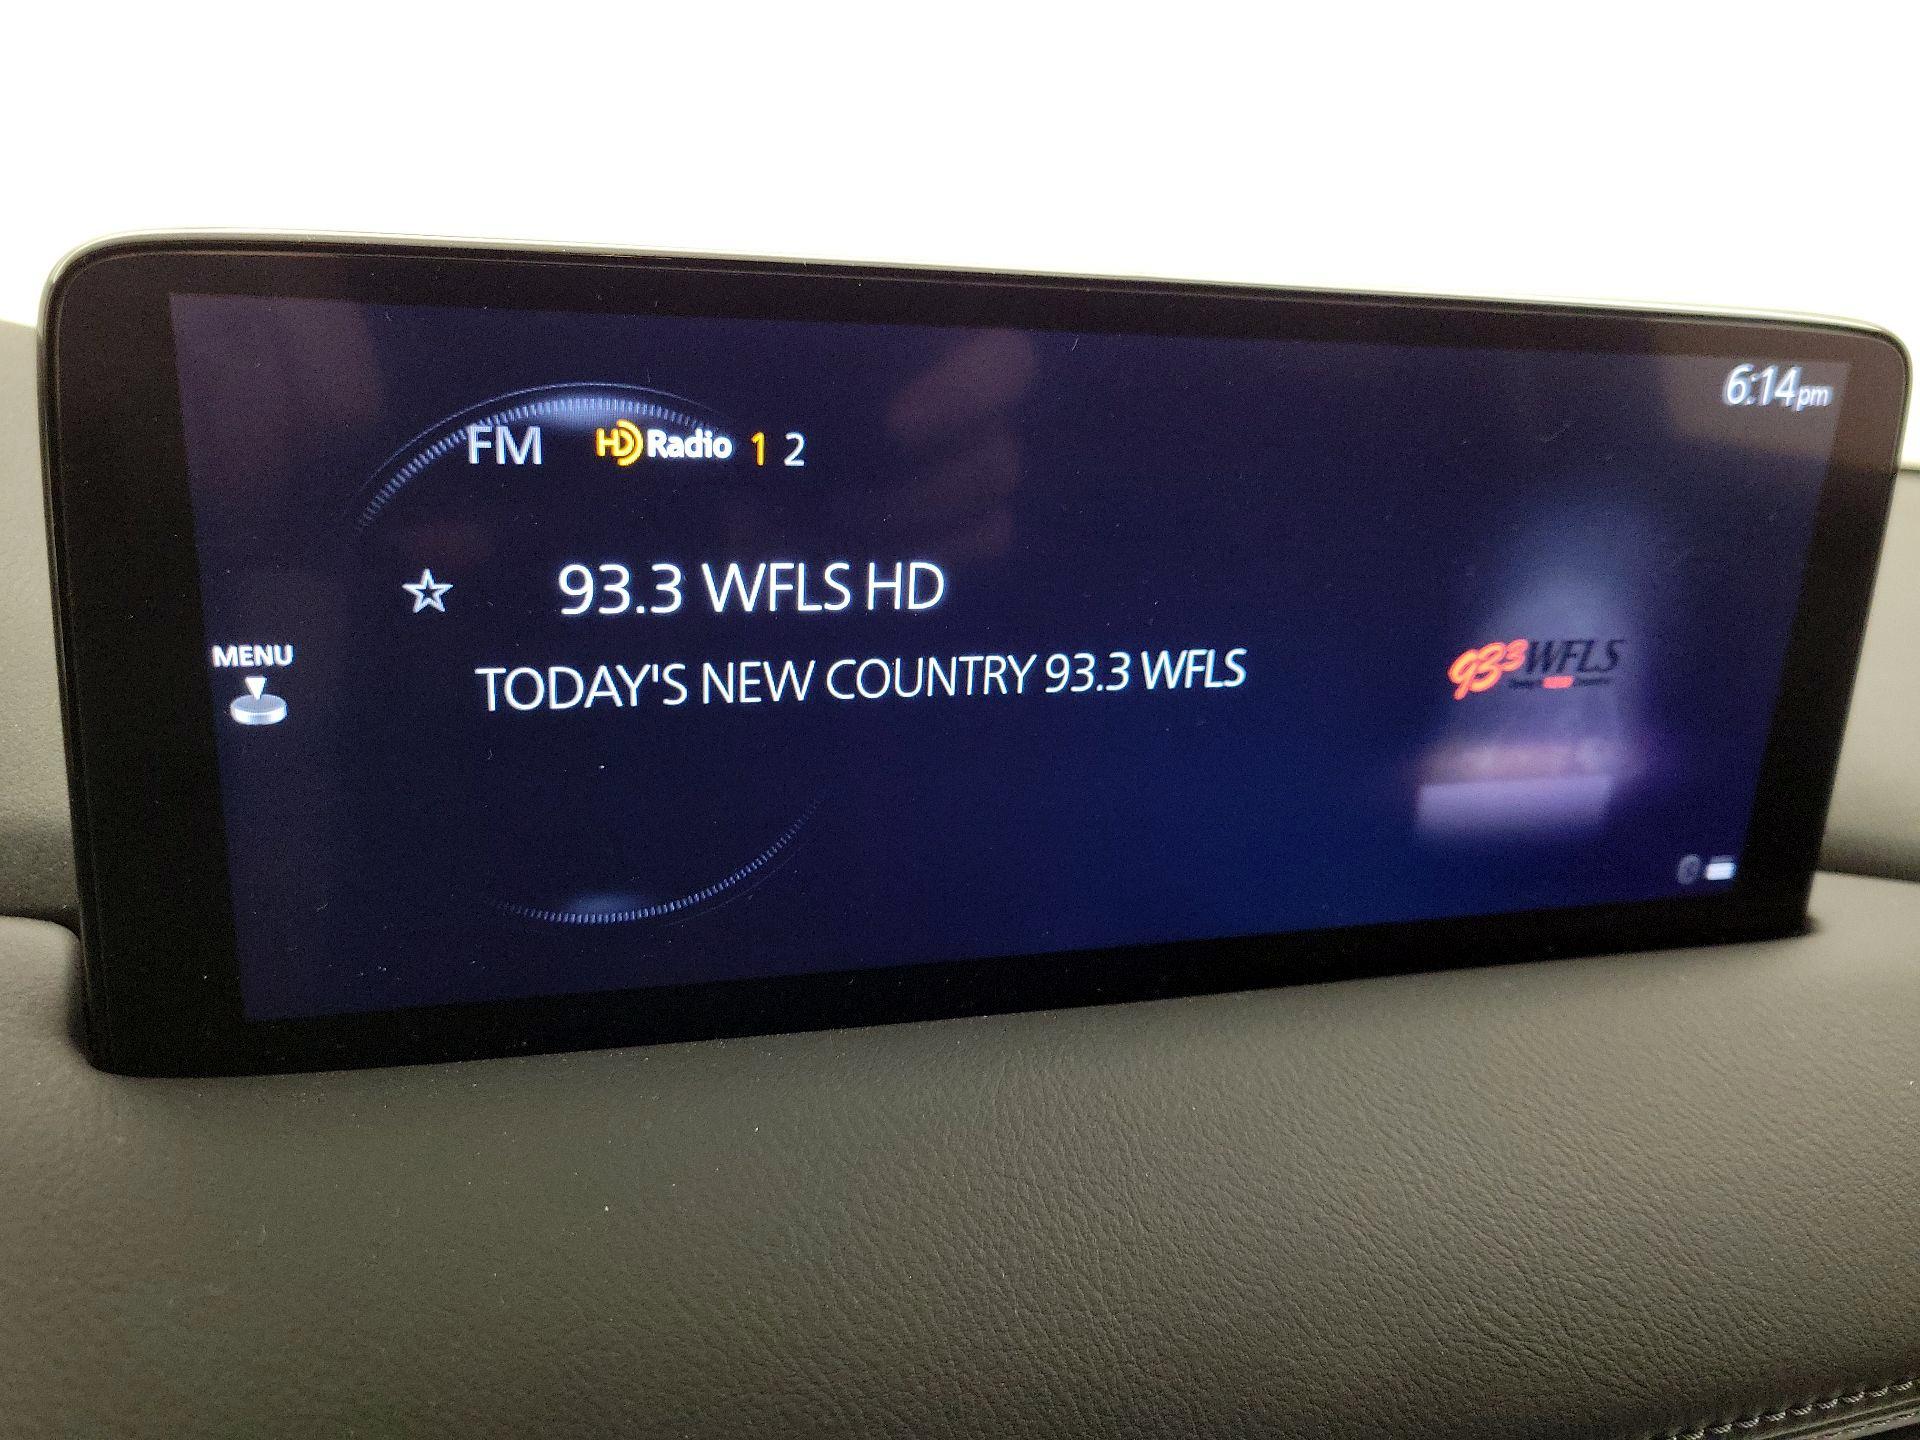 6:14pm
FM HD Radio 1 2
93.3 WFLS HD
MENU
TODAY'S NEW COUNTRY 93.3 WFLS
93.3 WFLS